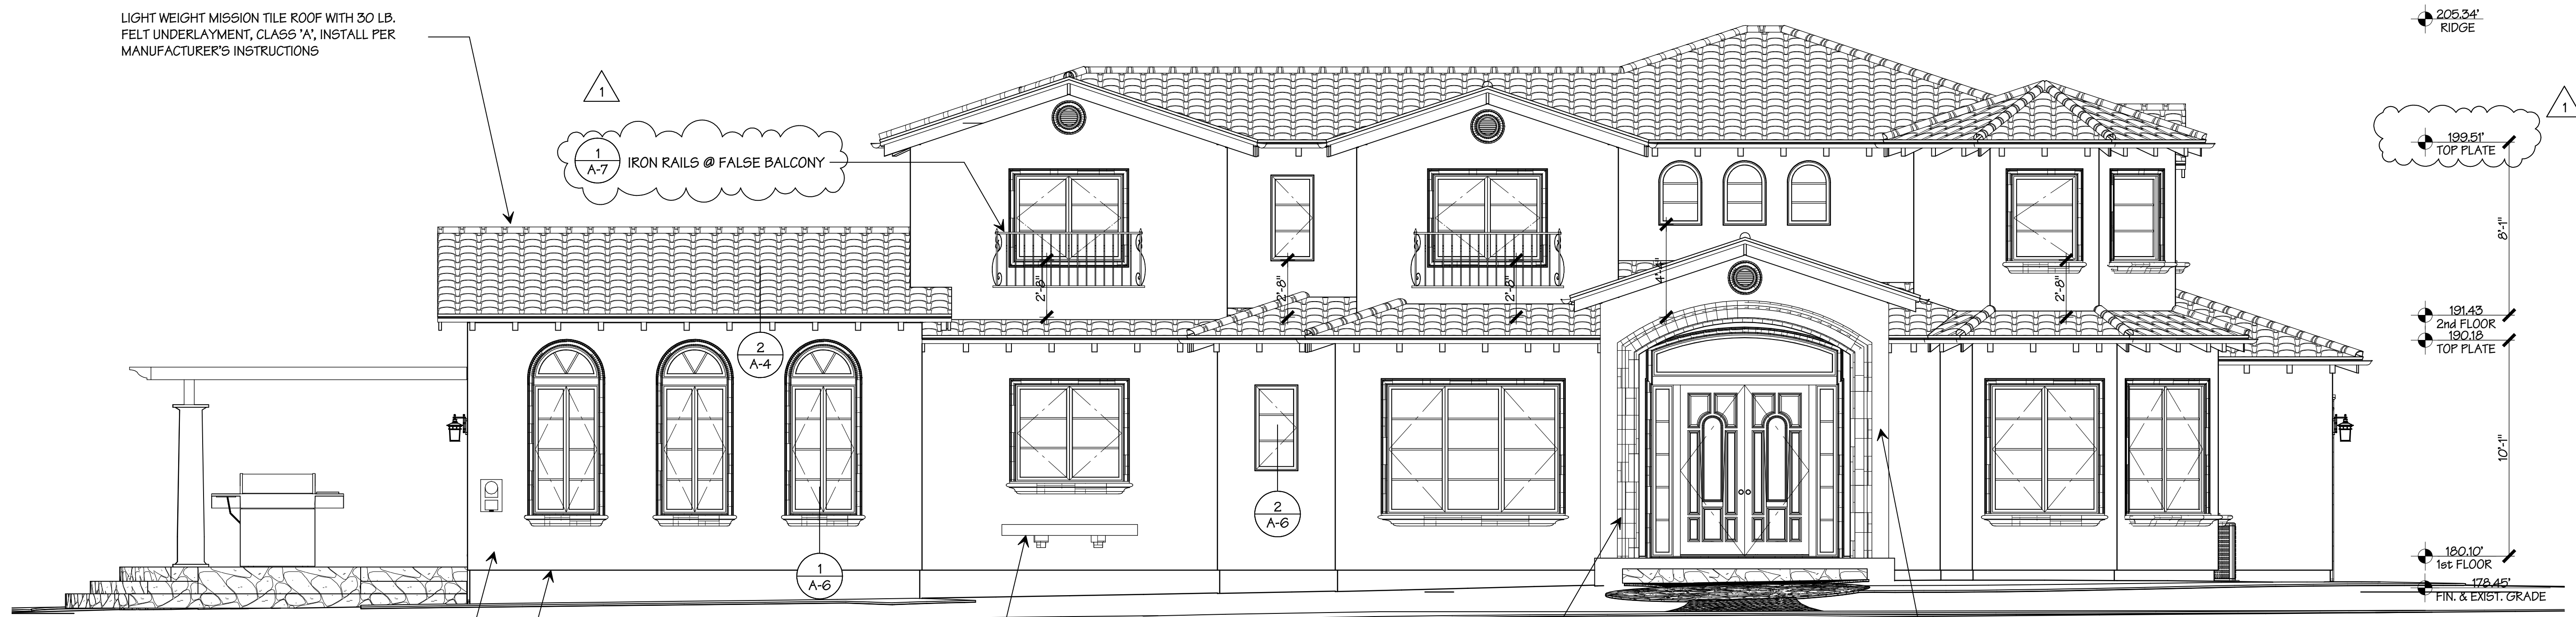 LIGHT WEIGHT MISSION TILE ROOF WITH 30 LB.
FELT UNDERLAYMENT, CLASS 'A', INSTALL PER
MANUFACTURER'S INSTRUCTIONS
1
1
A-7
IRON RAILS @ FALSE BALCONY
205.34'
RIDGE
1
199.51'
TOP PLATE
8'-1"
2'-8"
2'-8"
2'-8"
4'-4"
2'-8"
191.43
2nd FLOOR
190.18
TOP PLATE
2
A-4
10'-1"
2
A-6
1
A-6
180.10'
1st FLOOR
178.45'
FIN. & EXIST. GRADE